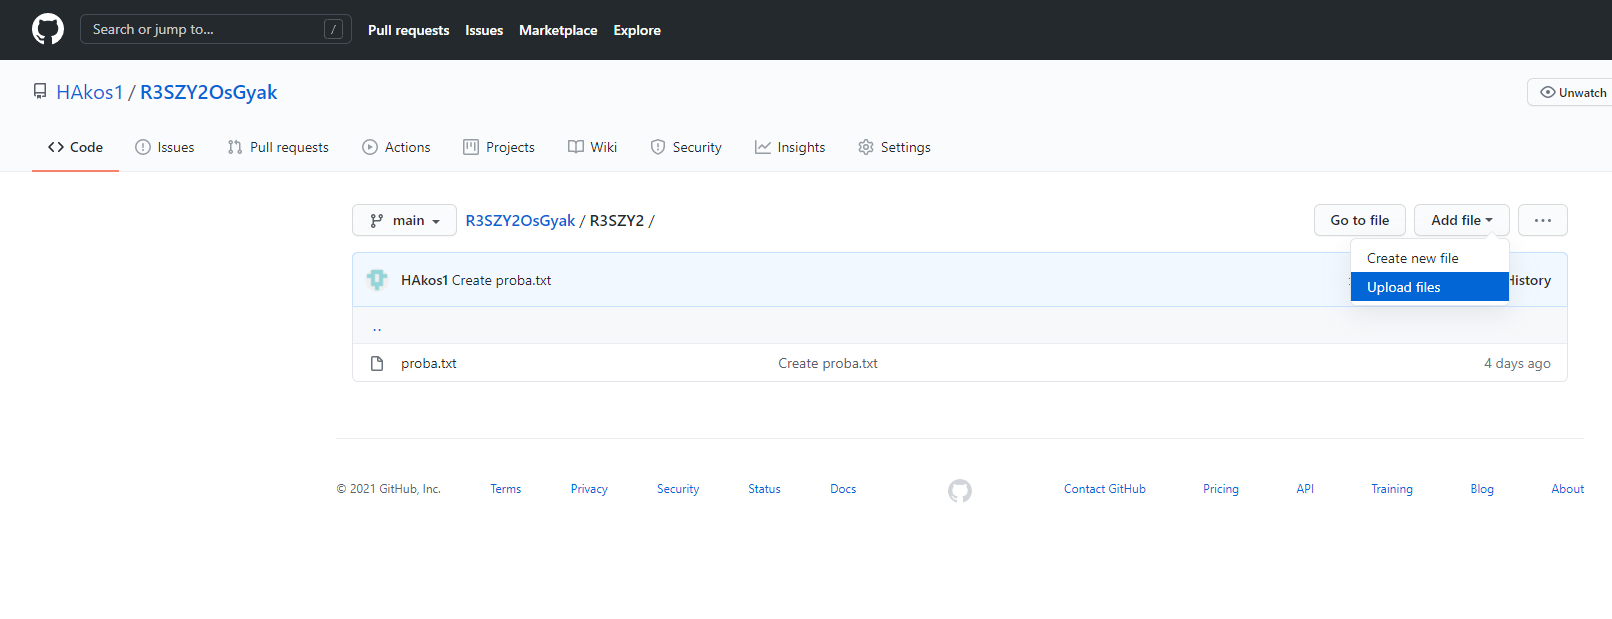 Search or jump to... / Pull requests Issues Marketplace Explore
HAkos1 / R3SZY2OsGyak Unwatch
Code Issues Pull requests Actions Projects Wiki Security Insights Settings
main R3SZY2OsGyak / R3SZY2 / Go to file Add file ...
Create new file
HAkos1 Create proba.txt History
Upload files
..
proba.txt Create proba.txt 4 days ago
© 2021 GitHub, Inc. Terms Privacy Security Status Docs Contact GitHub Pricing API Training Blog About